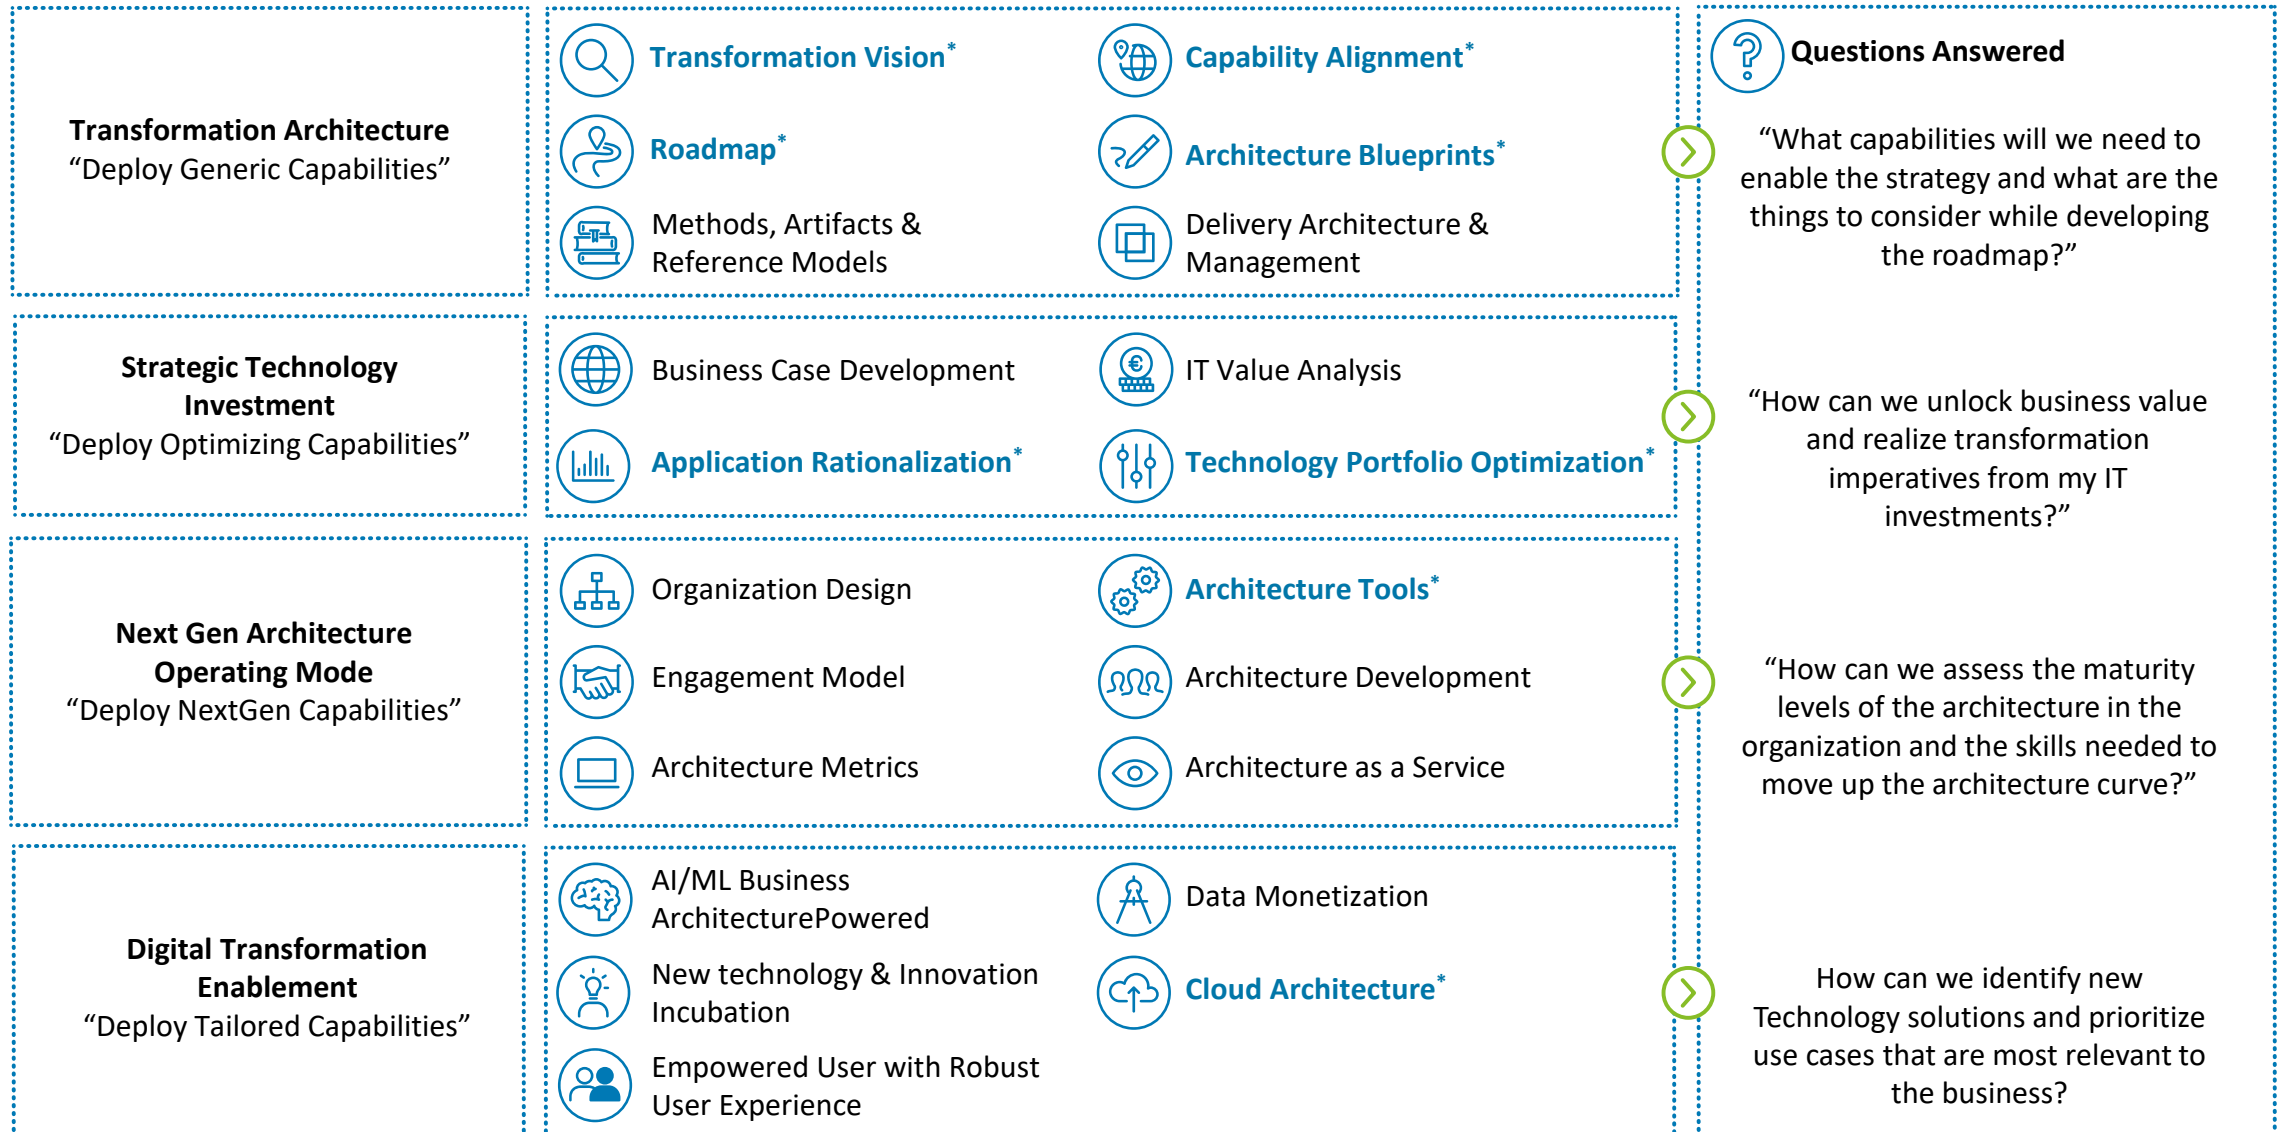 Transformation Architecture
“Deploy Generic Capabilities”
Transformation Vision*
Capability Alignment*
Roadmap*
Architecture Blueprints*
Methods, Artifacts &
Reference Models
Delivery Architecture &
Management
Questions Answered
“What capabilities will we need to
enable the strategy and what are the
things to consider while developing
the roadmap?”
Strategic Technology
Investment
“Deploy Optimizing Capabilities”
Business Case Development
IT Value Analysis
Application Rationalization*
Technology Portfolio Optimization*
“How can we unlock business value
and realize transformation
imperatives from my IT
investments?”
Next Gen Architecture
Operating Mode
“Deploy NextGen Capabilities”
Organization Design
Architecture Tools*
Engagement Model
Architecture Development
Architecture Metrics
Architecture as a Service
“How can we assess the maturity
levels of the architecture in the
organization and the skills needed to
move up the architecture curve?”
Digital Transformation
Enablement
“Deploy Tailored Capabilities”
AI/ML Business
ArchitecturePowered
Data Monetization
New technology & Innovation
Incubation
Cloud Architecture*
Empowered User with Robust
User Experience
How can we identify new
Technology solutions and prioritize
use cases that are most relevant to
the business?